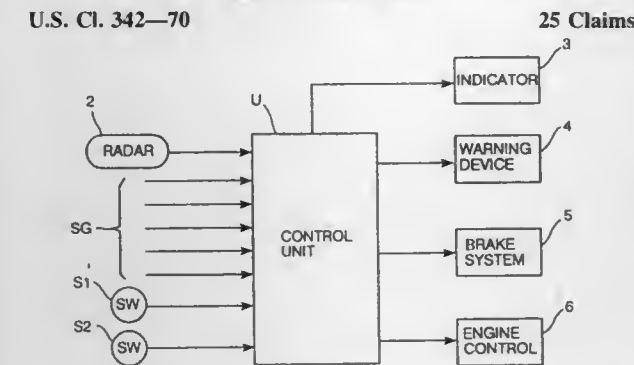 U.S. Cl. 342—70 25 Claims
3
INDICATOR
2
U
4
RADAR
WARNING
DEVICE
SG
CONTROL
UNIT
5
BRAKE
SYSTEM
S1'
SW
6
S2
SW
ENGINE
CONTROL